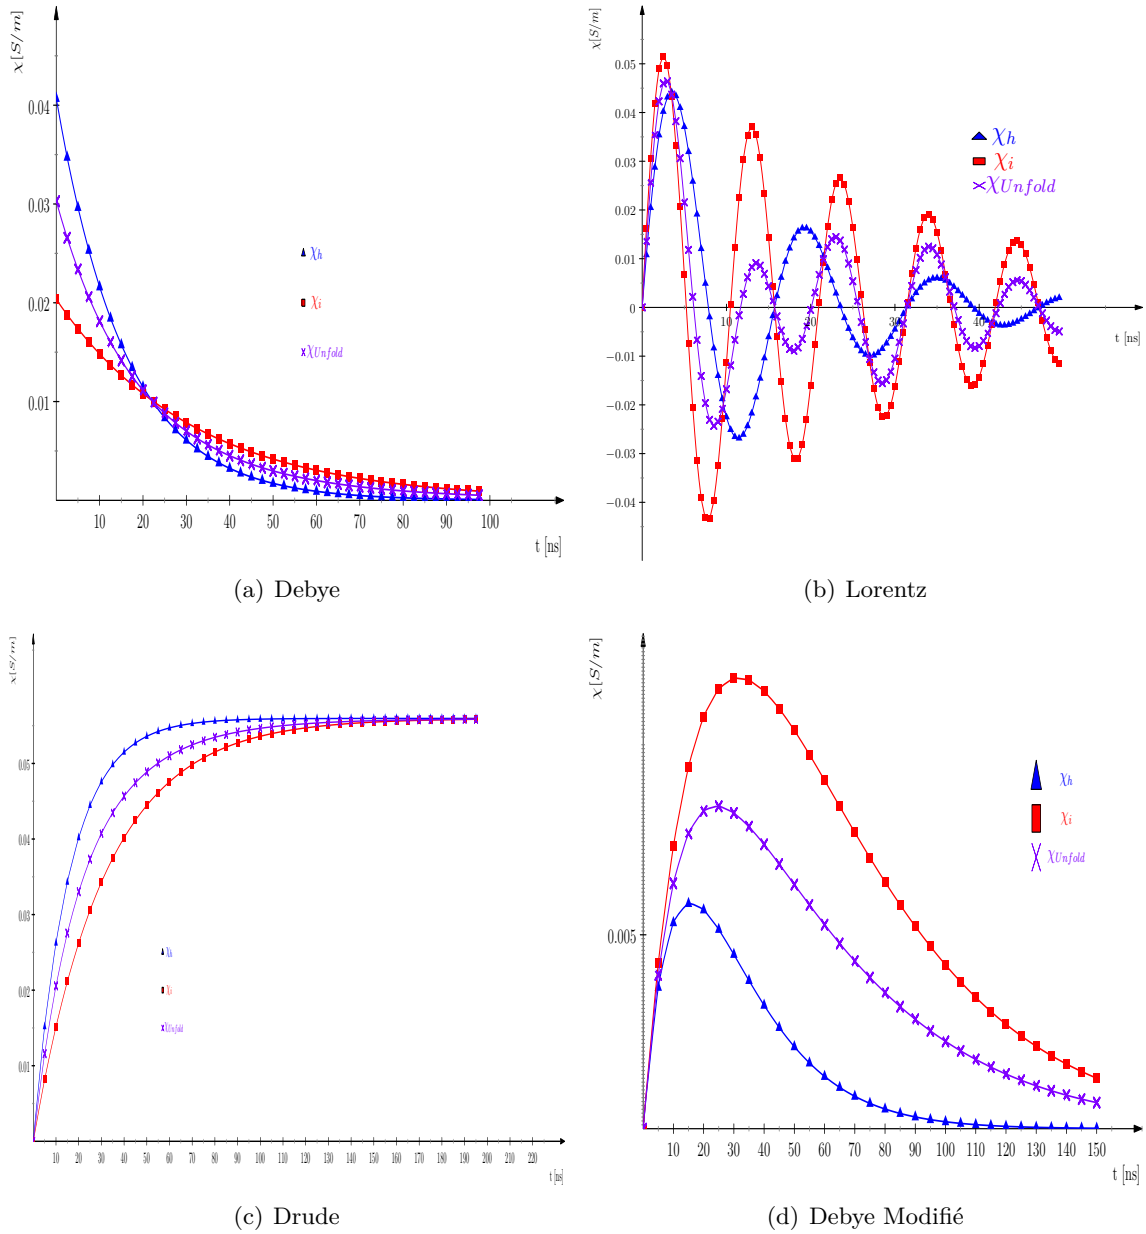 χ[S/m]
0.04
0.03
0.02
0.01
10 20 30 40 50 60 70 80 90 100
t [ns]
χh
χi
χUnfold
(a) Debye
χ[S/m]
0.05
0.04
0.03
0.02
0.01
0
−0.01
−0.02
−0.03
−0.04
10 20 30 40
t [ns]
χh
χi
χUnfold
(b) Lorentz
χ[S/m]
0.05
0.04
0.03
0.02
0.01
10 20 30 40 50 60 70 80 90 100 110 120 130 140 150 160 170 180 190 200 210 220
t [ns]
χh
χi
χUnfold
(c) Drude
χ[S/m]
0.005
10 20 30 40 50 60 70 80 90 100 110 120 130 140 150
t [ns]
χh
χi
χUnfold
(d) Debye Modifié